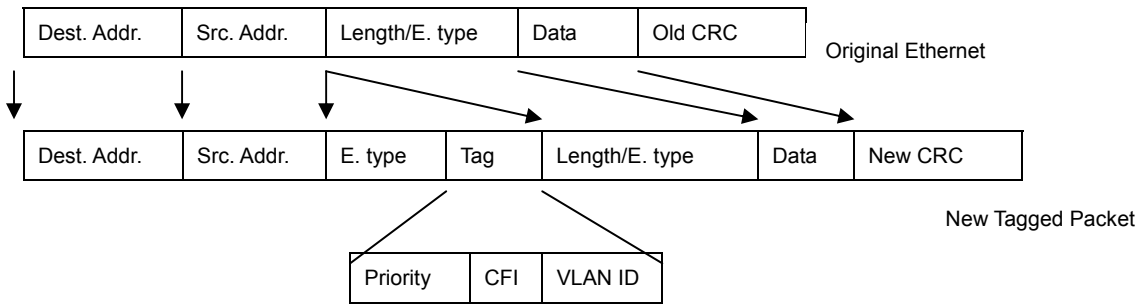 Dest. Addr. Src. Addr. Length/E. type Data Old CRC
Original Ethernet
Dest. Addr. Src. Addr. E. type Tag Length/E. type Data New CRC
New Tagged Packet
Priority CFI VLAN ID